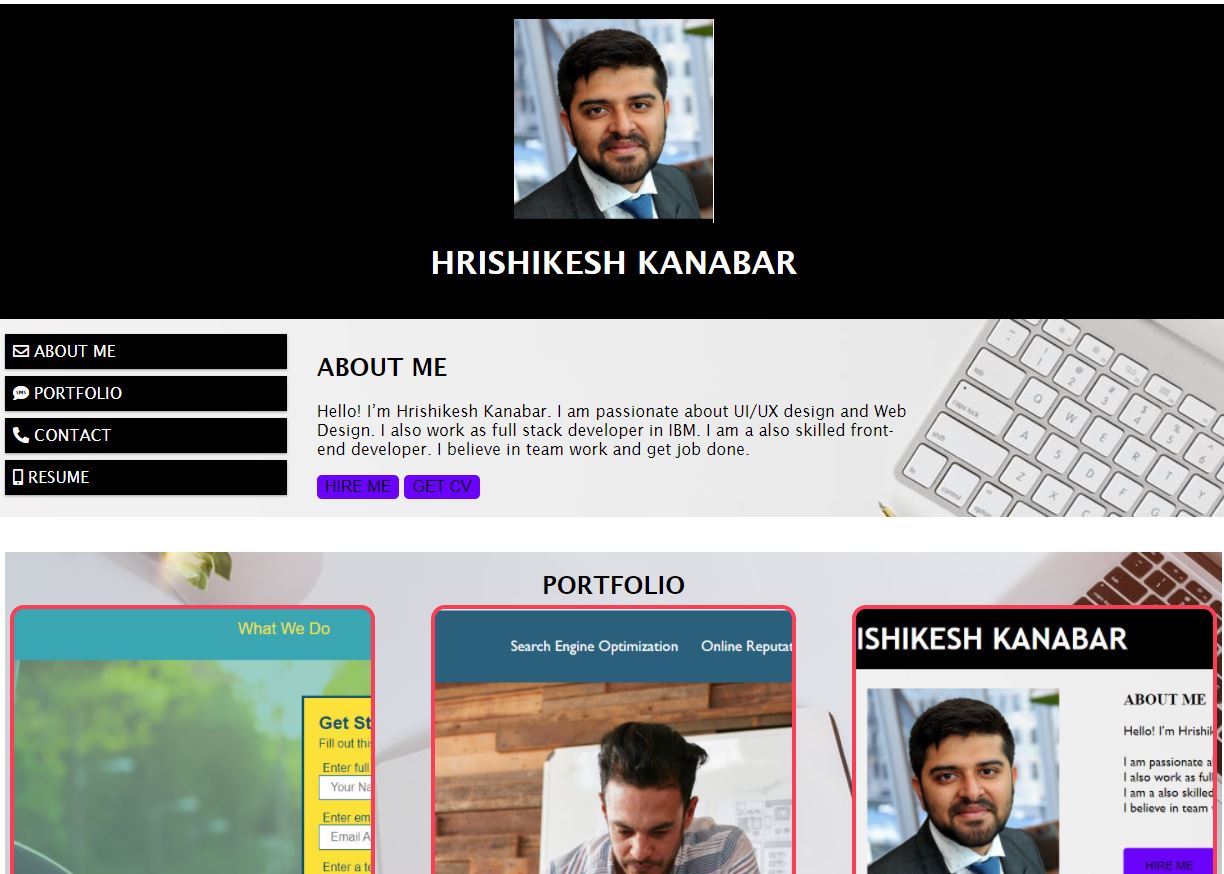 HRISHIKESH KANABAR
ABOUT ME
PORTFOLIO
CONTACT
RESUME
ABOUT ME
Hello! I’m Hrishikesh Kanabar. I am passionate about UI/UX design and Web
Design. I also work as full stack developer in IBM. I am a also skilled front-
end developer. I believe in team work and get job done.
HIRE ME GET CV
PORTFOLIO
What We Do
Get St
Fill out this
Enter full
Your Na
Enter em
Email A
Enter a te
Search Engine Optimization Online Reputat
ISHIKESH KANABAR
ABOUT ME
Hello! I'm Hrishik
I am passionate a
I also work as full
I am a also skilled
I believe in team
HIRE ME